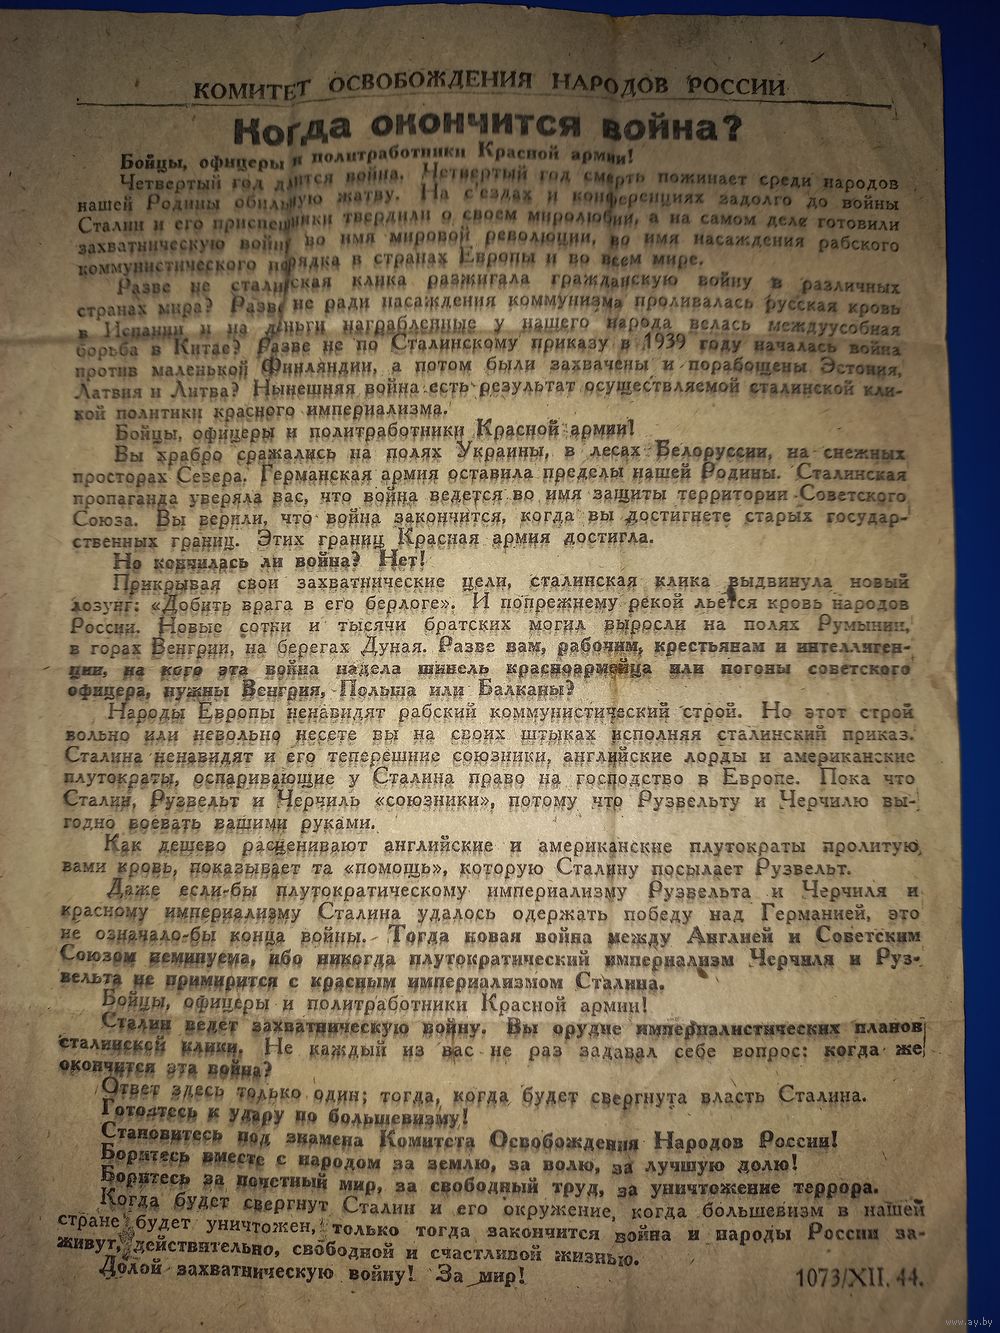 КОМИТЕТ ОСВОБОЖДЕНИЯ НАРОДОВ РОССИИ
Когда окончится война?
Бойцы, офицеры и политработники Красной армии!
Четвертый год длится война. Четвертый год смерть пожинает среди народов
нашей Родины обильную жатву. На с'ездах и конференциях задолго до войны
Сталин и его приспешники твердили о своем миролюбии, а на самом деле готовили
захватническую войну во имя мировой революции, во имя насаждения рабского
коммунистического порядка в странах Европы и во всем мире.
Разве не сталинская клика разжигала гражданскую войну в различных
странах мира? Разве не ради насаждения коммунизма проливалась русская кровь
в Испании и на деньги награбленные у нашего народа велась междуусобная
борьба в Китае? Разве не по Сталинскому приказу в 1939 году началась война
против маленькой Финляндии, а потом были захвачены и порабощены Эстония,
Латвия и Литва? Нынешняя война есть результат осуществляемой сталинской кли-
кой политики красного империализма.
Бойцы, офицеры и политработники Красной армии!
Вы храбро сражались на полях Украины, в лесах Белоруссии, на снежных
просторах Севера. Германская армия оставила пределы нашей Родины. Сталинская
пропаганда уверяла вас, что война ведется во имя защиты территории Советского
Союза. Вы верили, что война закончится, когда вы достигнете старых государ-
ственных границ. Этих границ Красная армия достигла.
Но кончилась ли война? Нет!
Прикрывая свои захватнические цели, сталинская клика выдвинула новый
лозунг: «Добить врага в его берлоге». И попрежнему рекой льется кровь народов
России. Новые сотни и тысячи братских могил выросли на полях Румынии,
в горах Венгрии, на берегах Дуная. Разве вам, рабочим, крестьянам и интеллиген-
ции, на кого эта война надела шинель красноармейца или погоны советского
офицера, нужны Венгрия, Польша или Балканы?
Народы Европы ненавидят рабский коммунистический строй. Но этот строй
вольно или невольно несете вы на своих штыках исполняя сталинский приказ.
Сталина ненавидят и его теперешние союзники, английские лорды и американские
плутократы, оспаривающие у Сталина право на господство в Европе. Пока что
Сталин, Рузвельт и Черчиль «союзники», потому что Рузвельту и Черчилю вы-
годно воевать вашими руками.
Как дешево расценивают английские и американские плутократы пролитую
вами кровь, показывает та «помощь», которую Сталину посылает Рузвельт.
Даже если-бы плутократическому империализму Рузвельта и Черчиля и
красному империализму Сталина удалось одержать победу над Германией, это
не означало-бы конца войны. Тогда новая война между Англией и Советским
Союзом неминуема, ибо никогда плутократический империализм Черчиля и Руз-
вельта не примирится с красным империализмом Сталина.
Бойцы, офицеры и политработники Красной армии!
Сталин ведет захватническую войну. Вы орудие империалистических планов
сталинской клики. Не каждый из вас не раз задавал себе вопрос: когда же
окончится эта война?
Ответ здесь только один; тогда, когда будет свергнута власть Сталина.
Готовтесь к удару по большевизму!
Становитесь под знамена Комитета Освобождения Народов России!
Боритесь вместе с народом за землю, за волю, за лучшую долю!
Боритесь за почетный мир, за свободный труд, за уничтожение террора.
Когда будет свергнут Сталин и его окружение, когда большевизм в нашей
стране будет уничтожен, только тогда закончится война и народы России за-
живут, действительно, свободной и счастливой жизнью.
Долой захватническую войну! За мир!
1073/XII. 44.
www.ay.by